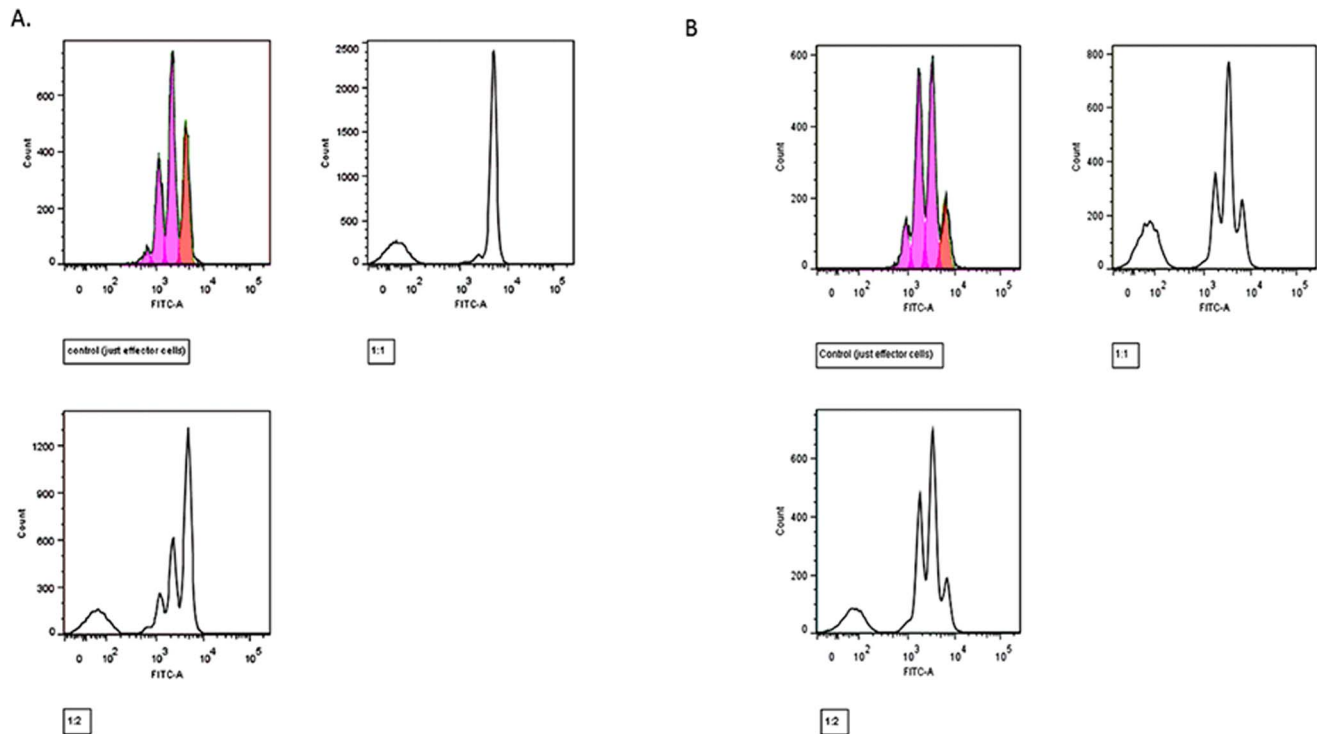 A.
600
400
200
0
Count
0 10² 10³ 10⁴ 10⁵
FITC-A
control (just effector cells)
2500
2000
1500
1000
500
0
Count
0 10² 10³ 10⁴ 10⁵
FITC-A
1:1
1200
900
600
300
0
Count
0 10² 10³ 10⁴ 10⁵
FITC-A
1:2
B
600
400
200
0
Count
0 10² 10³ 10⁴ 10⁵
FITC-A
Control (just effector cells)
800
600
400
200
0
Count
0 10² 10³ 10⁴ 10⁵
FITC-A
1:1
600
400
200
0
Count
0 10² 10³ 10⁴ 10⁵
FITC-A
1:2